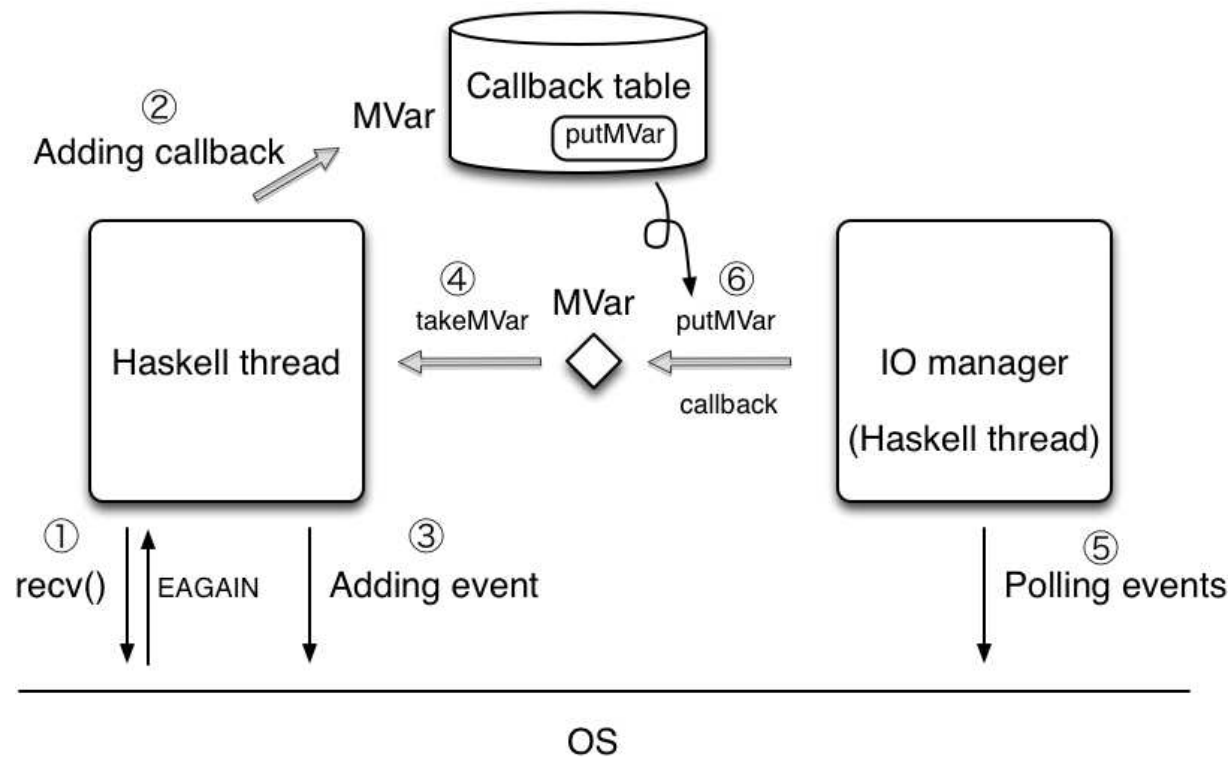 ②
Adding callback
MVar
Callback table
putMVar
④
takeMVar
MVar
⑥
putMVar
callback
Haskell thread
IO manager
(Haskell thread)
①
recv()
EAGAIN
③
Adding event
⑤
Polling events
OS